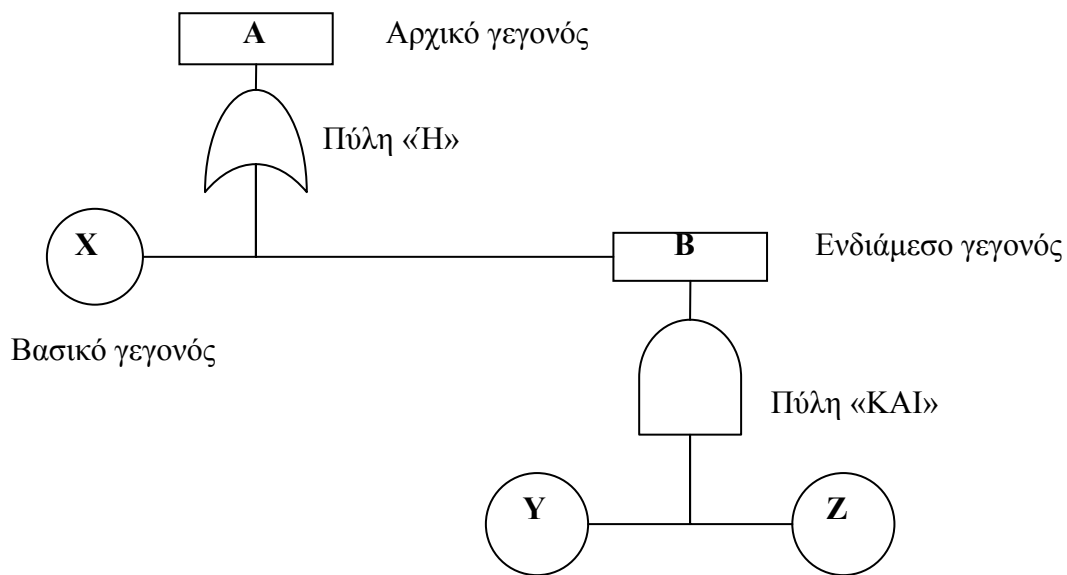 Α
Αρχικό γεγονός
Πύλη «Ή»
Χ
Β
Ενδιάμεσο γεγονός
Βασικό γεγονός
Πύλη «ΚΑΙ»
Υ
Ζ